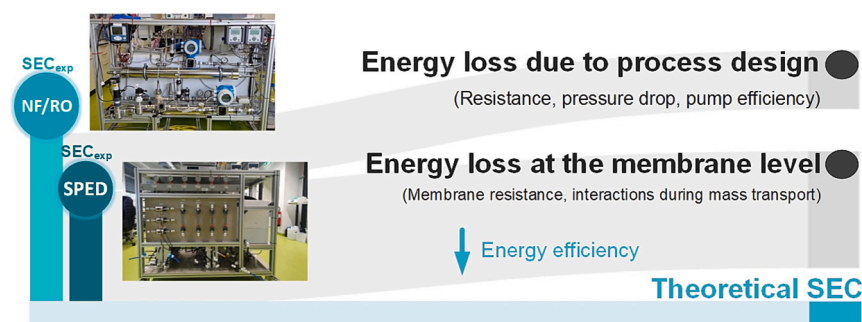 SECexp
NF/RO
Energy loss due to process design
(Resistance, pressure drop, pump efficiency)
SECexp
SPED
Energy loss at the membrane level
(Membrane resistance, interactions during mass transport)
Energy efficiency
Theoretical SEC